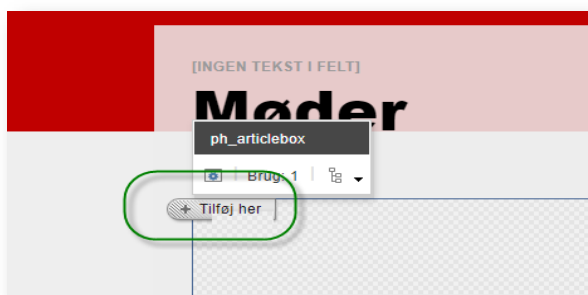 [INGEN TEKST I FELT]
Møder
ph_articlebox
Brug: 1
+ Tilføj her